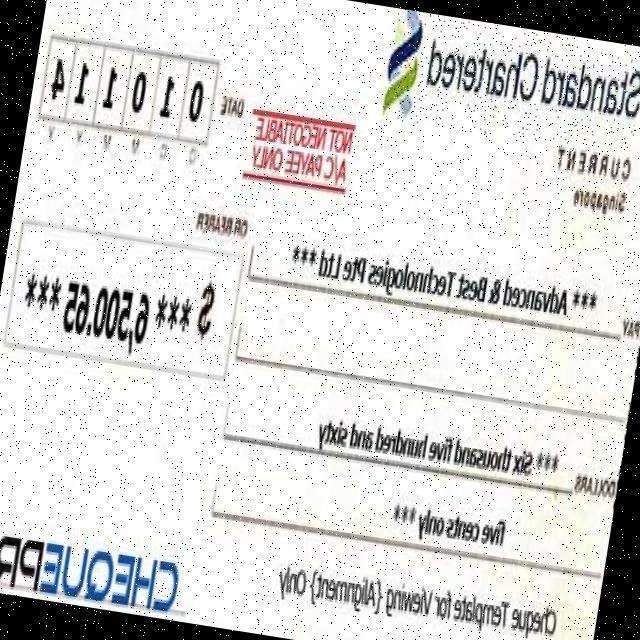 Standard Chartered
CURRENT
Singapore
NOT NEGOTIABLE
A/C PAYEE ONLY
DATE
0 1 0 1 1 4
D D M M Y Y
PAY
*** Advanced & Best Technologies Pte Ltd ***
OR BEARER
$ *** 6,500.65 ***
DOLLARS
*** Six thousand five hundred and sixty
five cents only ***
Cheque Template for Viewing (Alignment) Only
CHEQUEPR